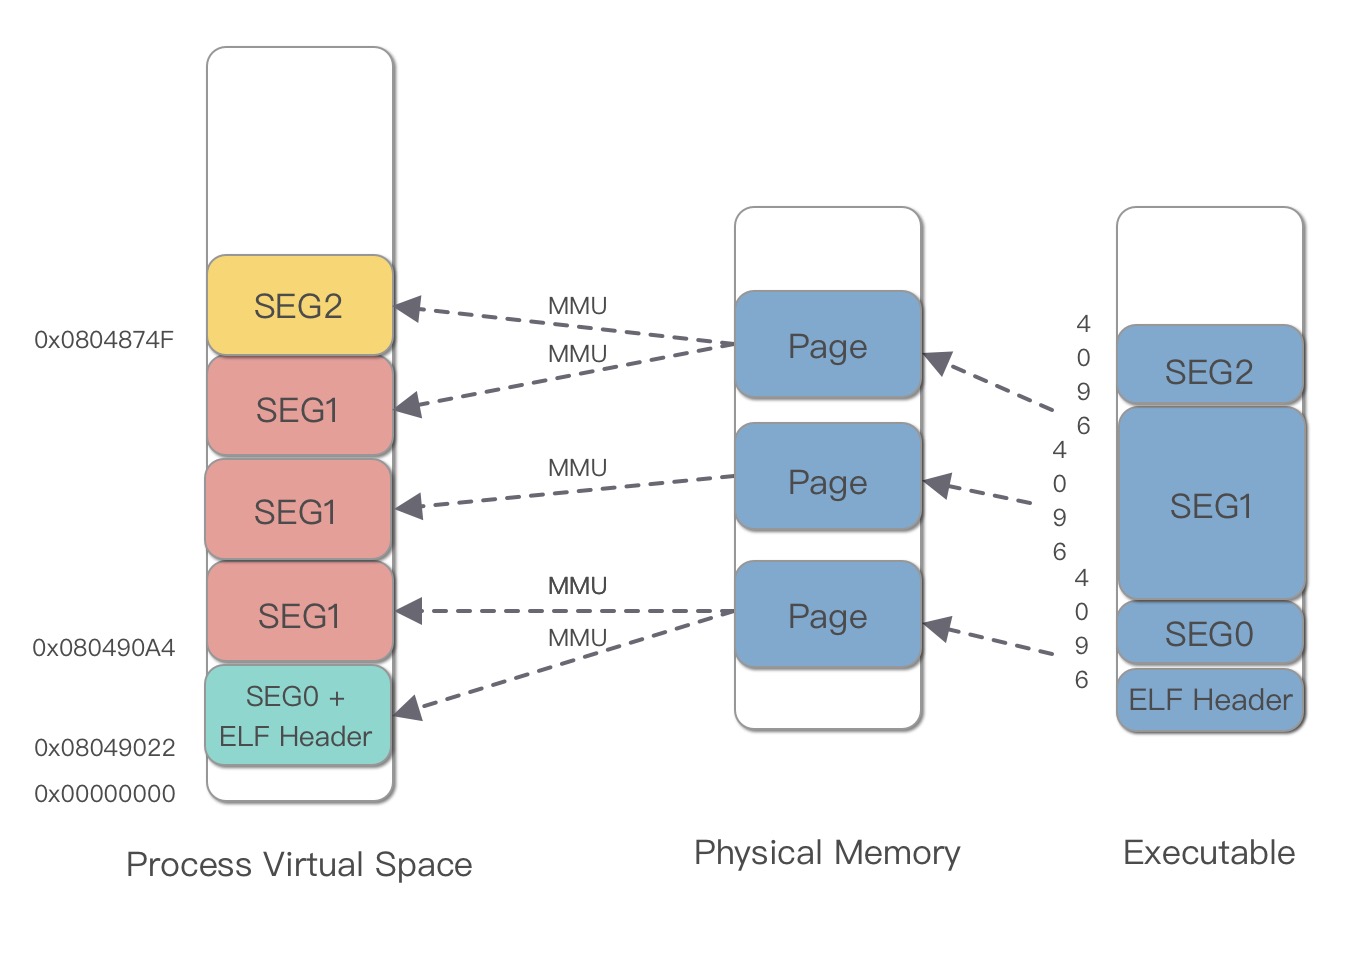 SEG2
0x0804874F
SEG1
SEG1
SEG1
0x080490A4
SEG0 +
ELF Header
0x08049022
0x00000000
Process Virtual Space
MMU
MMU
MMU
MMU
MMU
Page
Page
Page
Physical Memory
4
0
9
6
4
0
9
6
4
0
9
6
SEG2
SEG1
SEG0
ELF Header
Executable